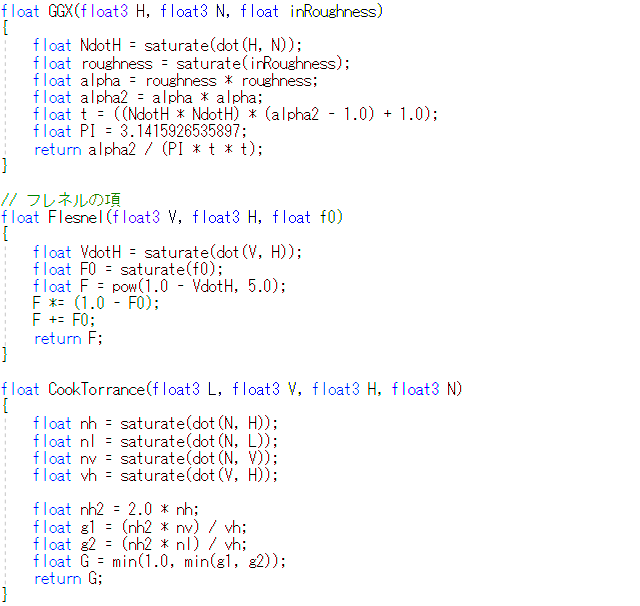 float GGX(float3 H, float3 N, float inRoughness)
{
    float NdotH = saturate(dot(H, N));
    float roughness = saturate(inRoughness);
    float alpha = roughness * roughness;
    float alpha2 = alpha * alpha;
    float t = ((NdotH * NdotH) * (alpha2 - 1.0) + 1.0);
    float PI = 3.1415926535897;
    return alpha2 / (PI * t * t);
}

// フレネルの項
float Flesnel(float3 V, float3 H, float f0)
{
    float VdotH = saturate(dot(V, H));
    float F0 = saturate(f0);
    float F = pow(1.0 - VdotH, 5.0);
    F *= (1.0 - F0);
    F += F0;
    return F;
}

float CookTorrance(float3 L, float3 V, float3 H, float3 N)
{
    float nh = saturate(dot(N, H));
    float nl = saturate(dot(N, L));
    float nv = saturate(dot(N, V));
    float vh = saturate(dot(V, H));

    float nh2 = 2.0 * nh;
    float g1 = (nh2 * nv) / vh;
    float g2 = (nh2 * nl) / vh;
    float G = min(1.0, min(g1, g2));
    return G;
}